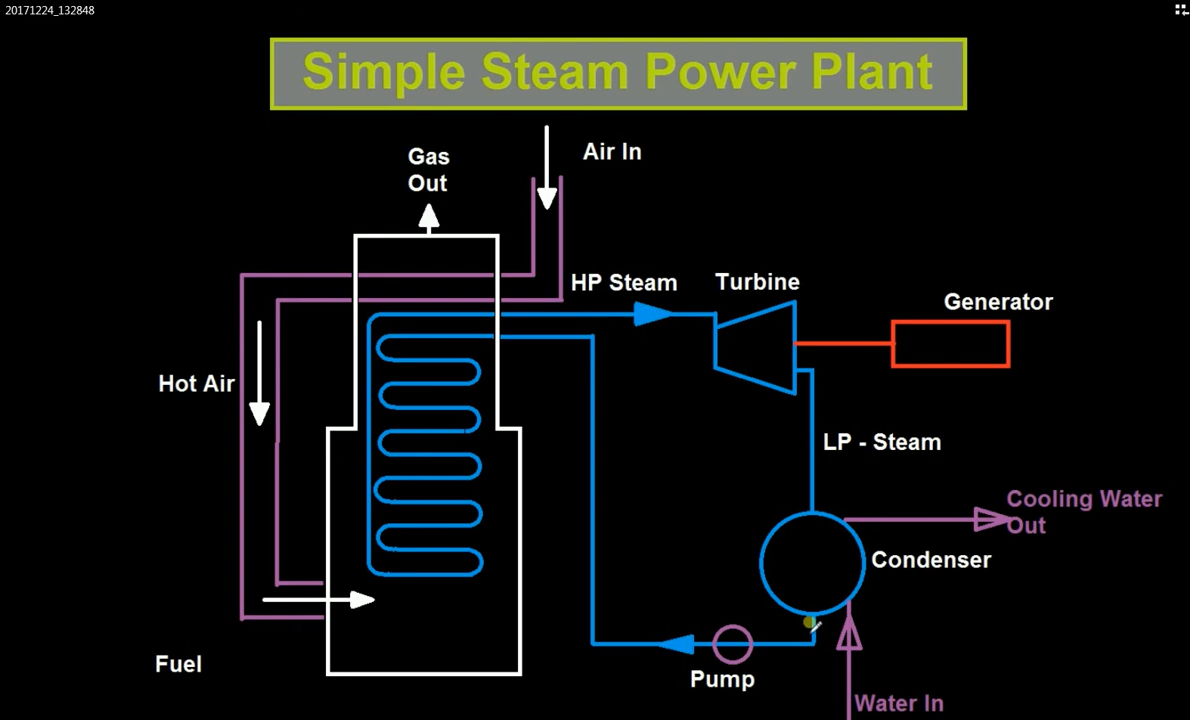 20171224_132848
Simple Steam Power Plant
Air In
Gas
Out
HP Steam
Turbine
Generator
Hot Air
LP - Steam
Cooling Water
Out
Condenser
Fuel
Pump
Water In